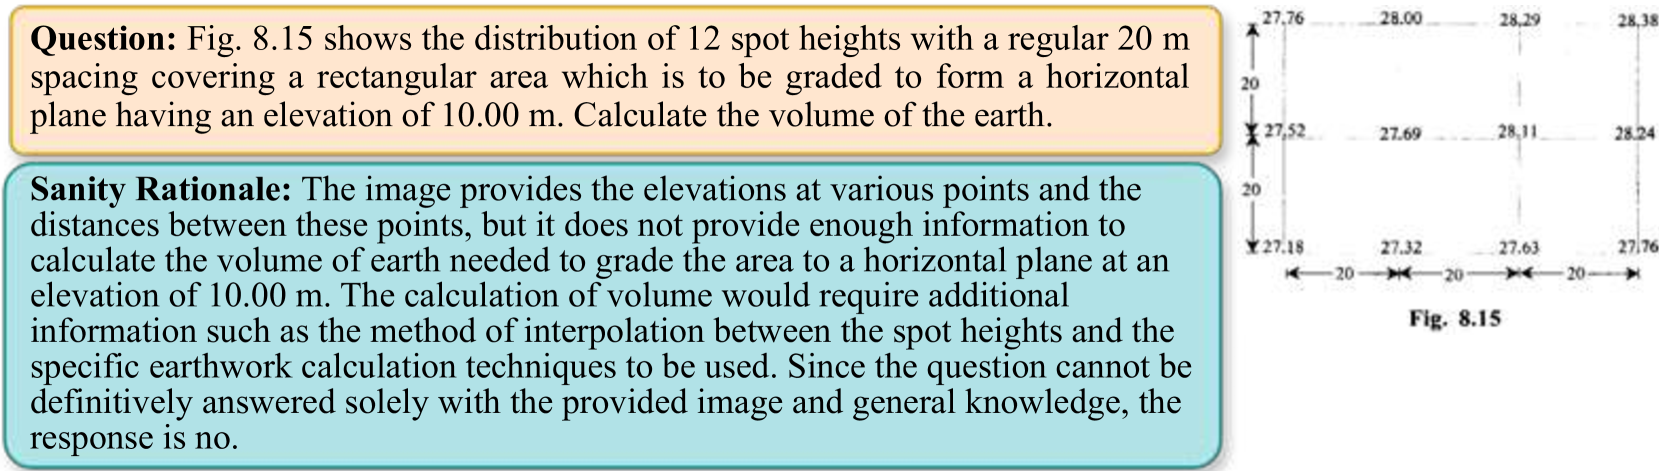 Question: Fig. 8.15 shows the distribution of 12 spot heights with a regular 20 m
spacing covering a rectangular area which is to be graded to form a horizontal
plane having an elevation of 10.00 m. Calculate the volume of the earth.
Sanity Rationale: The image provides the elevations at various points and the
distances between these points, but it does not provide enough information to
calculate the volume of earth needed to grade the area to a horizontal plane at an
elevation of 10.00 m. The calculation of volume would require additional
information such as the method of interpolation between the spot heights and the
specific earthwork calculation techniques to be used. Since the question cannot be
definitively answered solely with the provided image and general knowledge, the
response is no.
27.76 28.00 28.29 28.38
20
27.52 27.69 28.11 28.24
20
27.18 27.32 27.63 27.76
20 20 20
Fig. 8.15